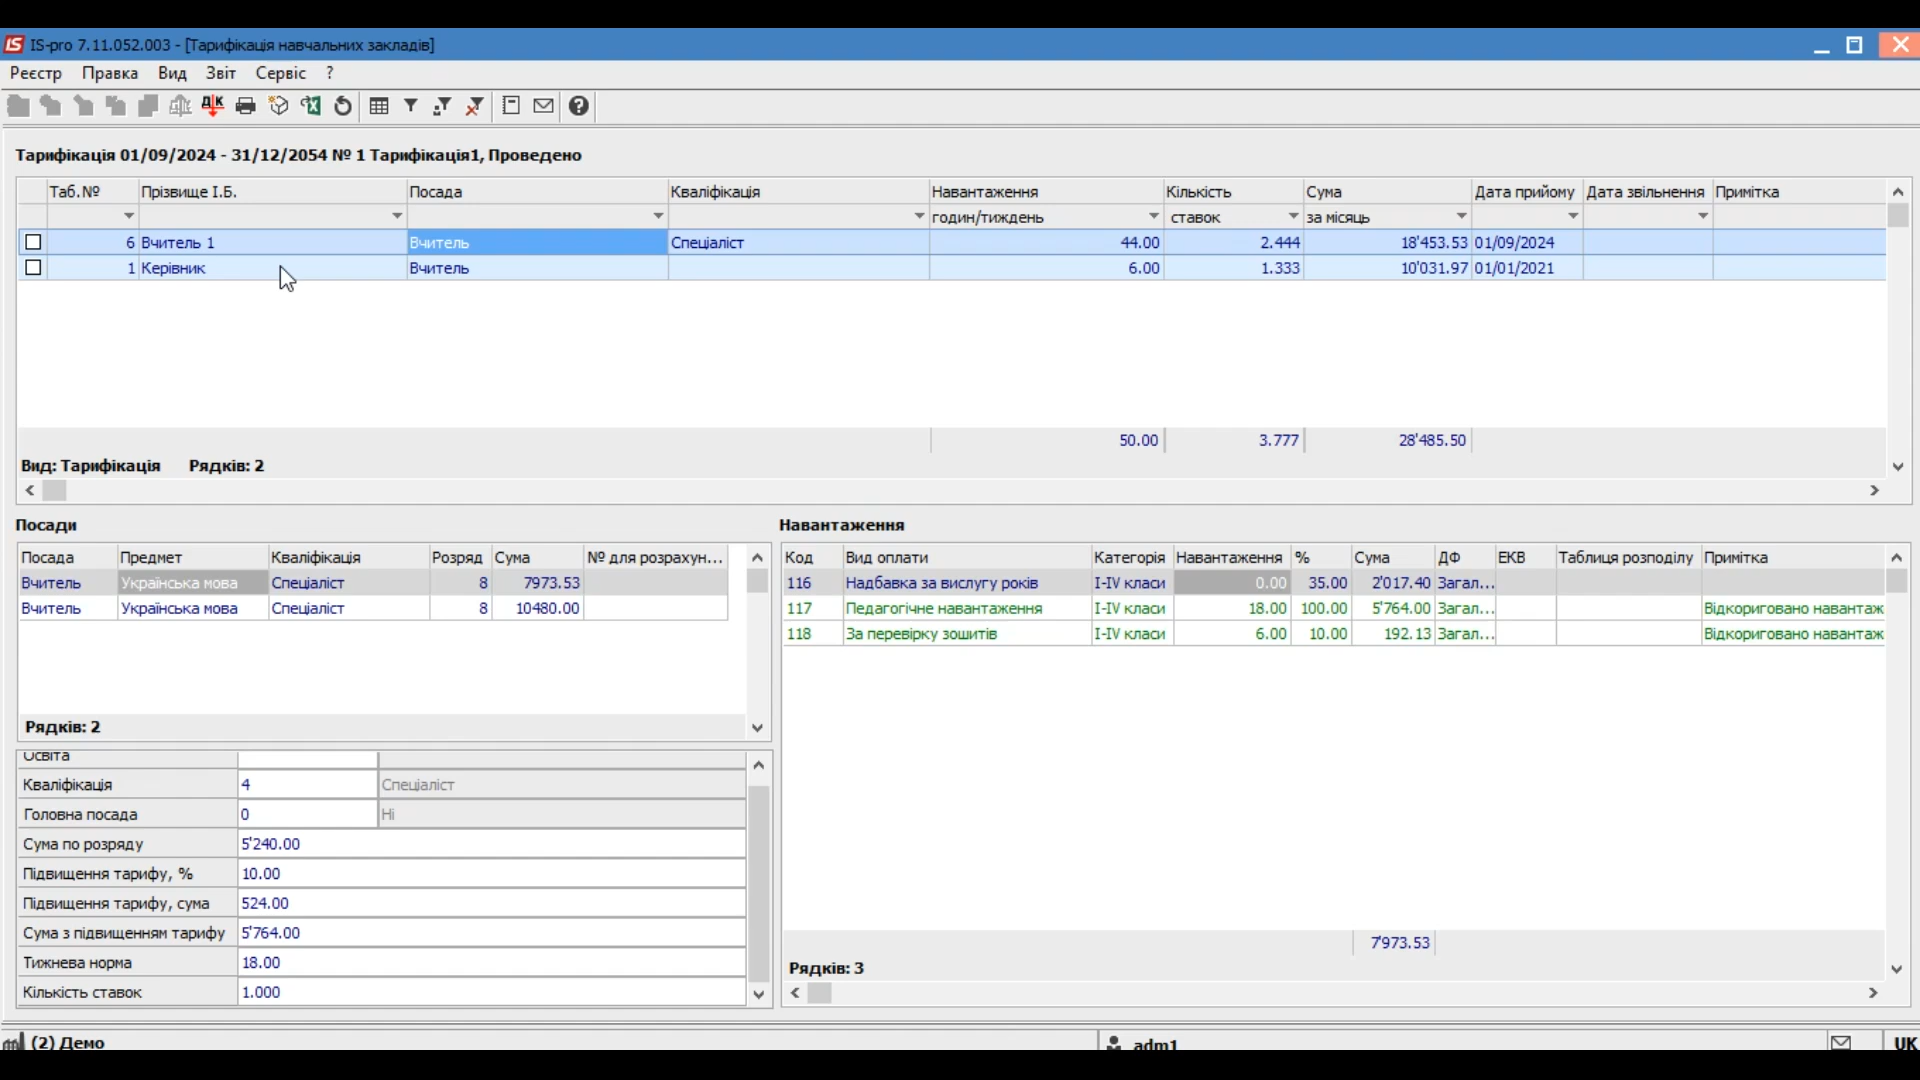 IS-pro 7.11.052.003 - [Тарифікація навчальних закладів]
Реєстр Правка Вид Звіт Сервіс ?
Тарифікація 01/09/2024 - 31/12/2054 № 1 Тарифікація1, Проведено
Таб.№ Прізвище І.Б. Посада Кваліфікація Навантаження Кількість Сума Дата прийому Дата звільнення Примітка
годин/тиждень ставок за місяць
6 Вчитель 1 Вчитель Спеціаліст 44.00 2.444 18'453.53 01/09/2024
1 Керівник Вчитель 6.00 1.333 10'031.97 01/01/2021
50.00 3.777 28'485.50
Вид: Тарифікація Рядків: 2
Посади
Посада Предмет Кваліфікація Розряд Сума № для розрахун...
Вчитель Українська мова Спеціаліст 8 7973.53
Вчитель Українська мова Спеціаліст 8 10480.00
Рядків: 2
Освіта
Кваліфікація 4 Спеціаліст
Головна посада 0 Ні
Сума по розряду 5'240.00
Підвищення тарифу, % 10.00
Підвищення тарифу, сума 524.00
Сума з підвищенням тарифу 5'764.00
Тижнева норма 18.00
Кількість ставок 1.000
Навантаження
Код Вид оплати Категорія Навантаження % Сума ДФ ЕКВ Таблиця розподілу Примітка
116 Надбавка за вислугу років I-IV класи 0.00 35.00 2'017.40 Загал...
117 Педагогічне навантаження I-IV класи 18.00 100.00 5'764.00 Загал... Відкориговано навантаж
118 За перевірку зошитів I-IV класи 6.00 10.00 192.13 Загал... Відкориговано навантаж
7'973.53
Рядків: 3
(2) Демо adm1 UK